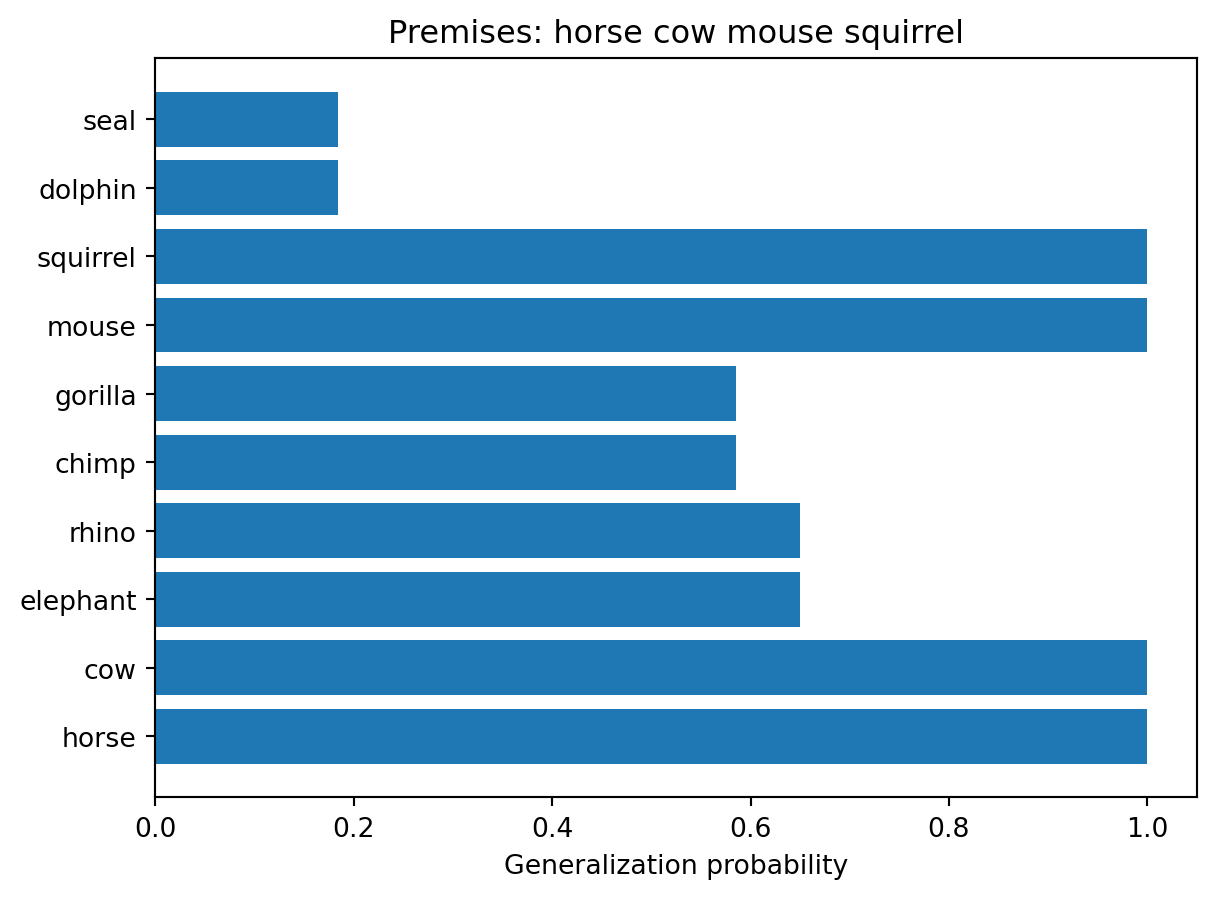 Premises: horse cow mouse squirrel
seal
dolphin
squirrel
mouse
gorilla
chimp
rhino
elephant
cow
horse
0.0 0.2 0.4 0.6 0.8 1.0
Generalization probability